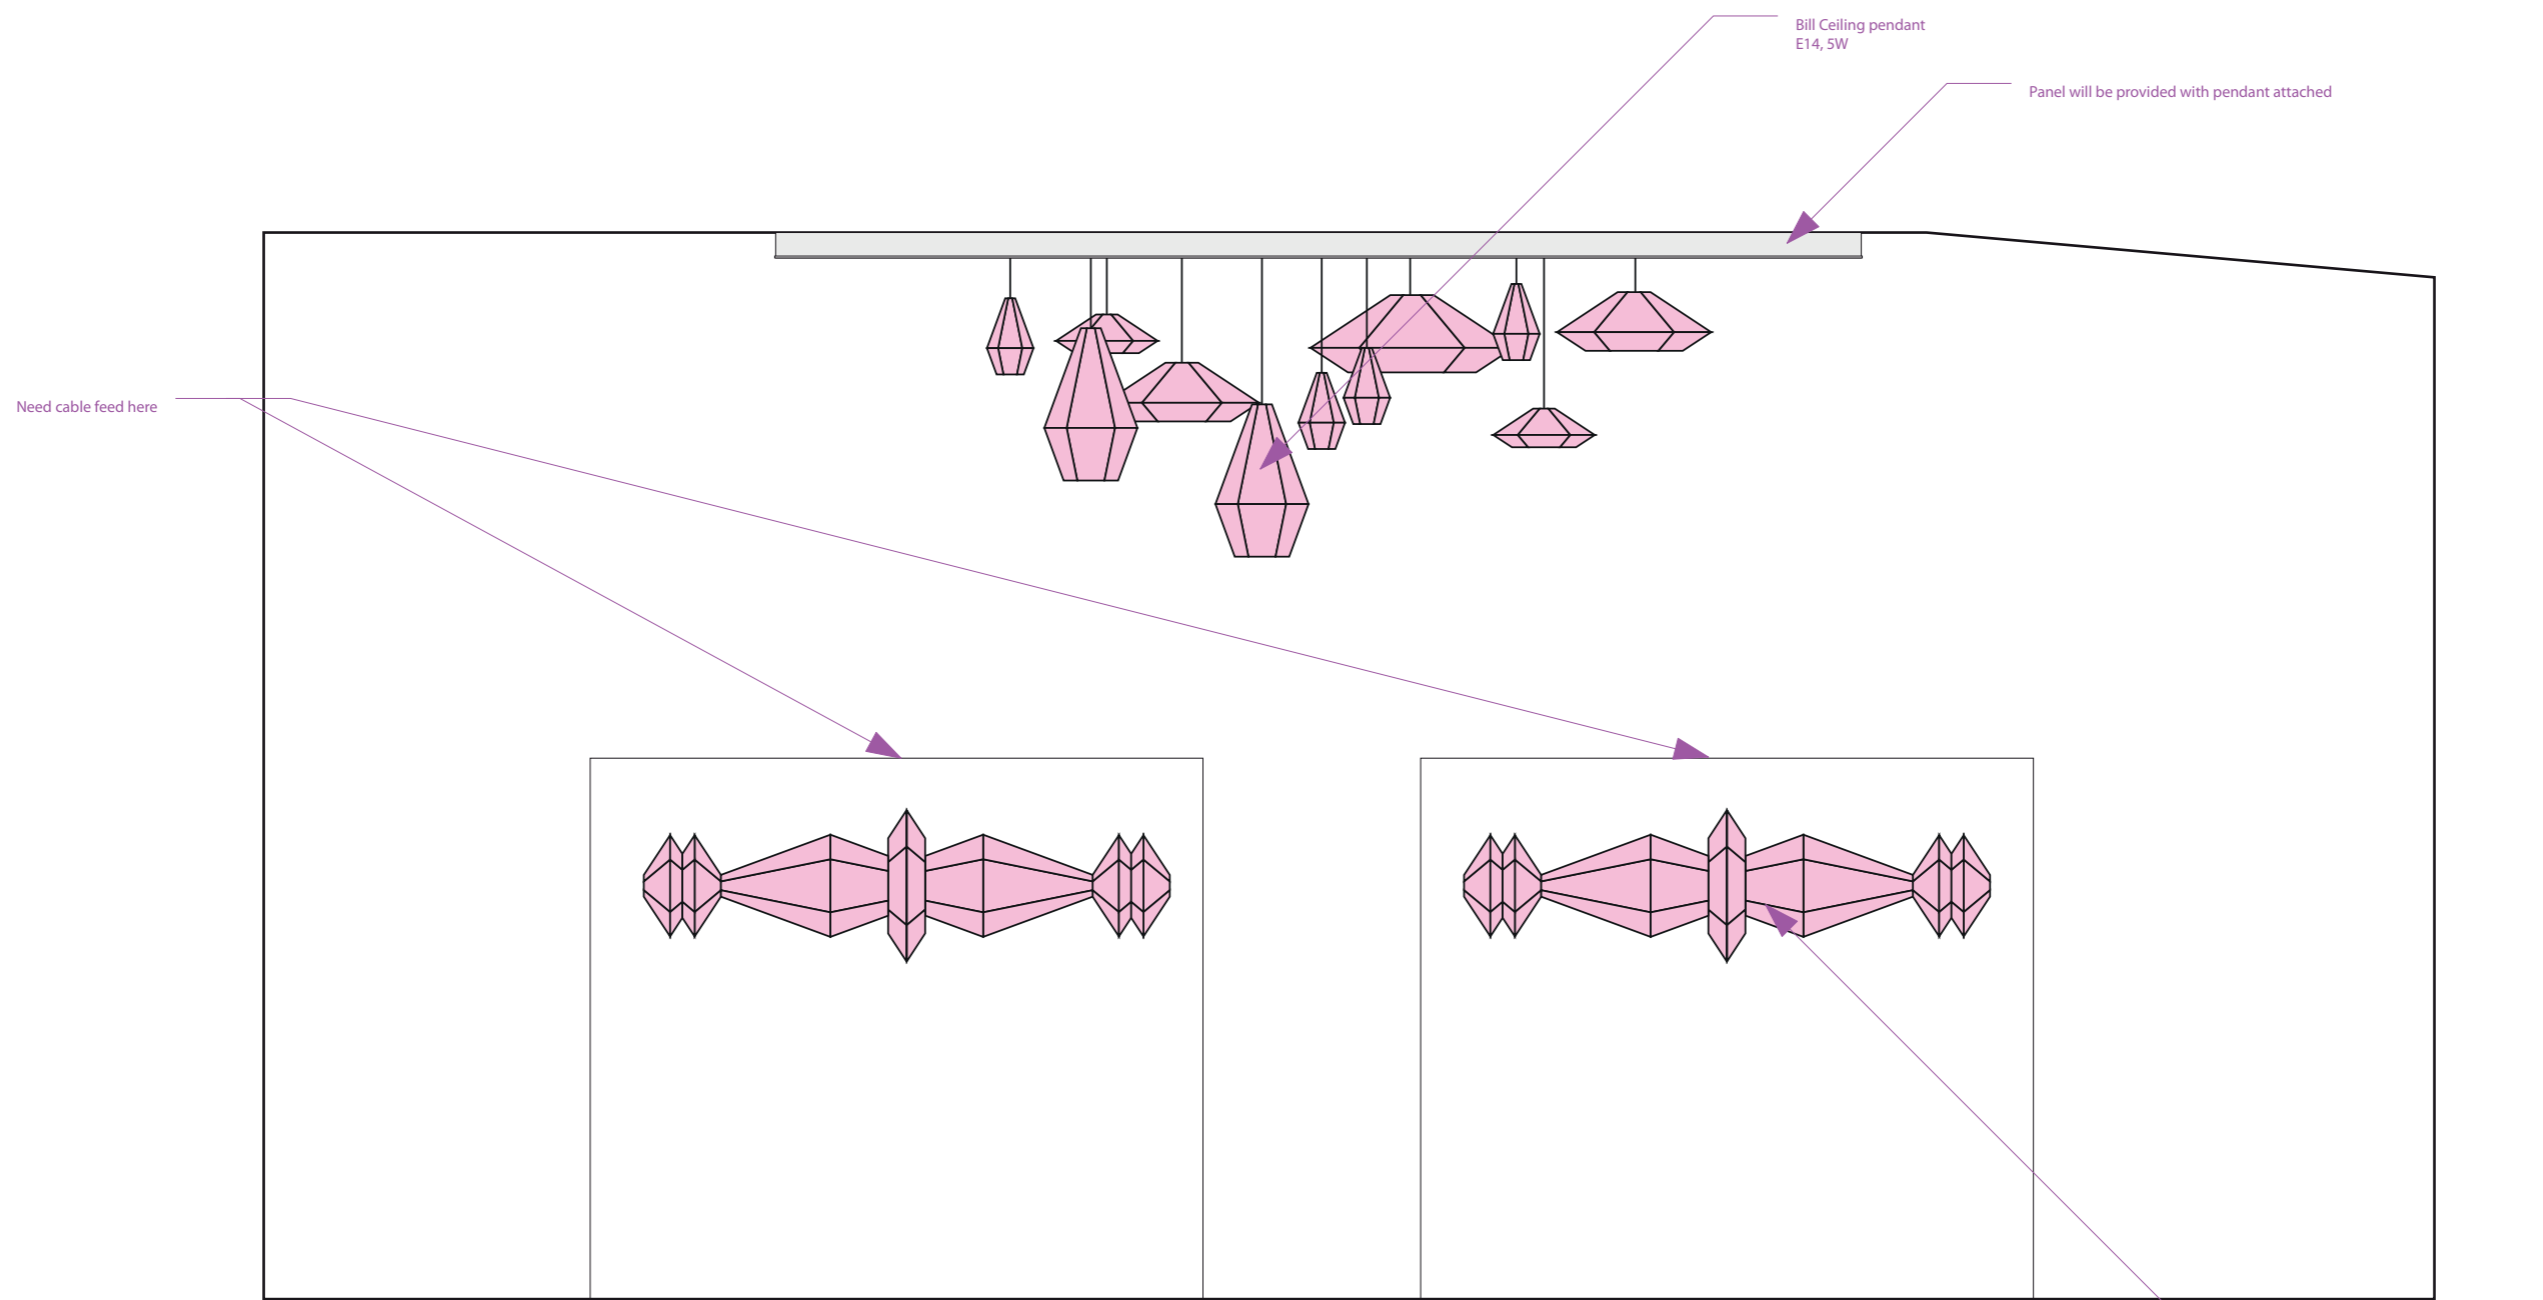 Bill Ceiling pendant
E14, 5W
Panel will be provided with pendant attached
Need cable feed here